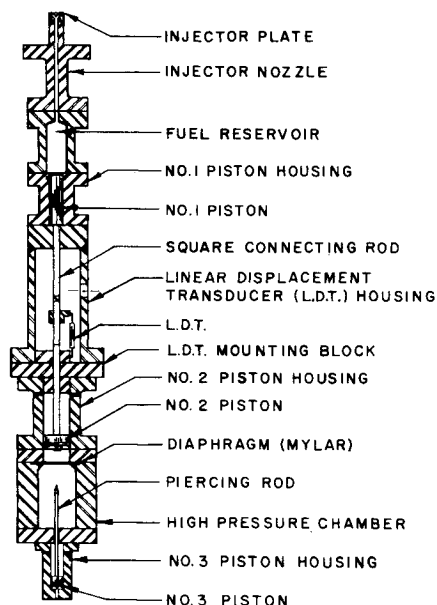 INJECTOR PLATE
INJECTOR NOZZLE
FUEL RESERVOIR
NO.1 PISTON HOUSING
NO.1 PISTON
SQUARE CONNECTING ROD
LINEAR DISPLACEMENT
TRANSDUCER (L.D.T.) HOUSING
L.D.T.
L.D.T. MOUNTING BLOCK
NO.2 PISTON HOUSING
NO.2 PISTON
DIAPHRAGM (MYLAR)
PIERCING ROD
HIGH PRESSURE CHAMBER
NO.3 PISTON HOUSING
NO.3 PISTON